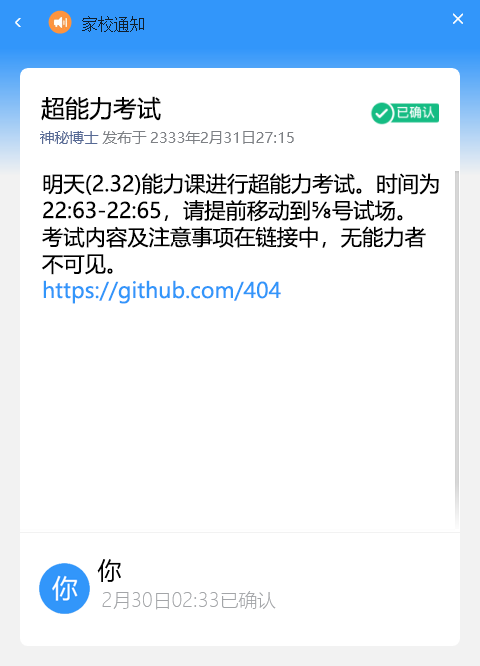 家校通知
超能力考试
已确认
神秘博士 发布于 2333年2月31日27:15
明天(2.32)能力课进行超能力考试。时间为
22:63-22:65，请提前移动到⅝号试场。
考试内容及注意事项在链接中，无能力者
不可见。
https://github.com/404
你
你
2月30日02:33已确认